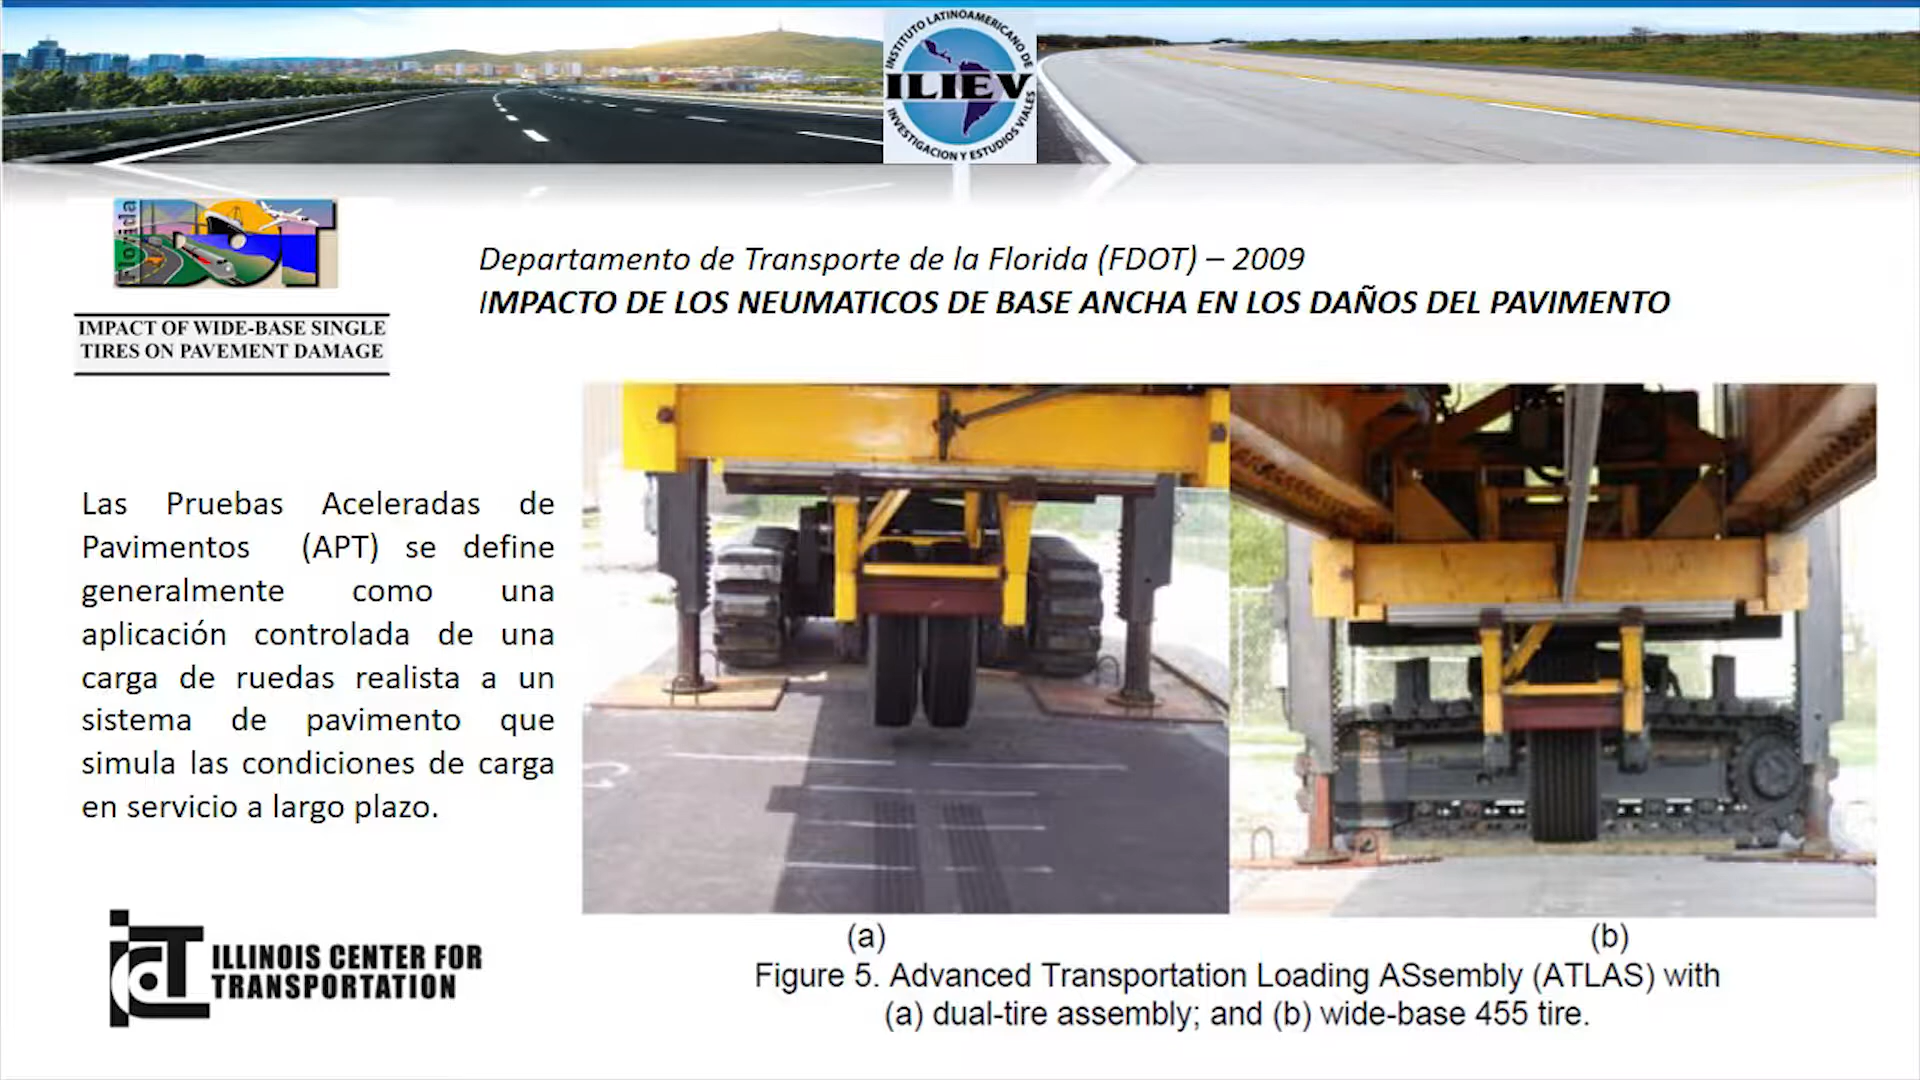 INSTITUTO LATINOAMERICANO DE
ILIEV
INVESTIGACION Y ESTUDIOS VIALES
Florida
DOT
Departamento de Transporte de la Florida (FDOT) – 2009
IMPACTO DE LOS NEUMATICOS DE BASE ANCHA EN LOS DAÑOS DEL PAVIMENTO
IMPACT OF WIDE-BASE SINGLE
TIRES ON PAVEMENT DAMAGE
Las Pruebas Aceleradas de
Pavimentos (APT) se define
generalmente como una
aplicación controlada de una
carga de ruedas realista a un
sistema de pavimento que
simula las condiciones de carga
en servicio a largo plazo.
(a)
(b)
Figure 5. Advanced Transportation Loading ASsembly (ATLAS) with
(a) dual-tire assembly; and (b) wide-base 455 tire.
ICT
ILLINOIS CENTER FOR
TRANSPORTATION